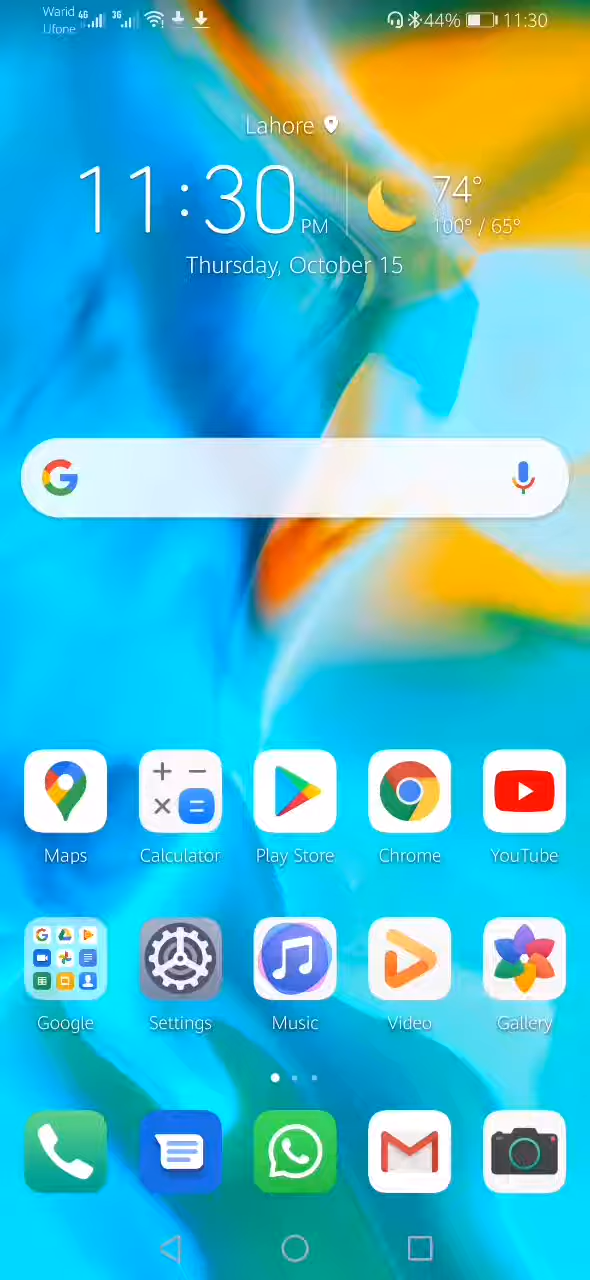 Warid 4G 3G 44% 11:30
Ufone
Lahore
11:30 PM
74°
100° / 65°
Thursday, October 15
Maps Calculator Play Store Chrome YouTube
Google Settings Music Video Gallery